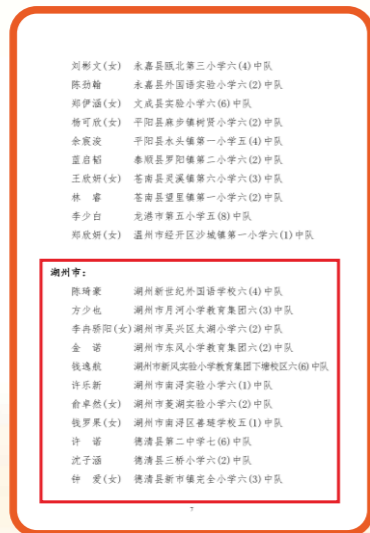 刘彬文(女) 永嘉县瓯北第三小学六(4)中队
陈劲翰 永嘉县外国语实验小学六(2)中队
郑伊涵(女) 文成县实验小学六(6)中队
杨可欣(女) 平阳县麻步镇树贤小学六(2)中队
余宸浚 平阳县水头镇第一小学五(4)中队
蓝启韬 泰顺县罗阳镇第二小学六(2)中队
王欣妍(女) 苍南县灵溪镇第六小学六(3)中队
林 睿 苍南县望里镇第一小学六(2)中队
李少白 龙港市第五小学五(8)中队
郑欣妍(女) 温州市经开区沙城镇第一小学六(1)中队
湖州市：
陈琦豪 湖州新世纪外国语学校六(4)中队
方少也 湖州市月河小学教育集团六(3)中队
李冉骄阳(女)湖州市吴兴区太湖小学六(2)中队
金 诺 湖州市东风小学教育集团六(2)中队
钱逸航 湖州市新风实验小学教育集团下塘校区六(6)中队
许乐新 湖州市南浔实验小学六(1)中队
俞卓然(女) 湖州市菱湖实验小学六(2)中队
钱罗果(女) 湖州市南浔区善琏学校五(1)中队
许 诺 德清县第二中学七(6)中队
沈子涵 德清县三桥小学六(2)中队
钟 爱(女) 德清县新市镇完全小学六(3)中队
7